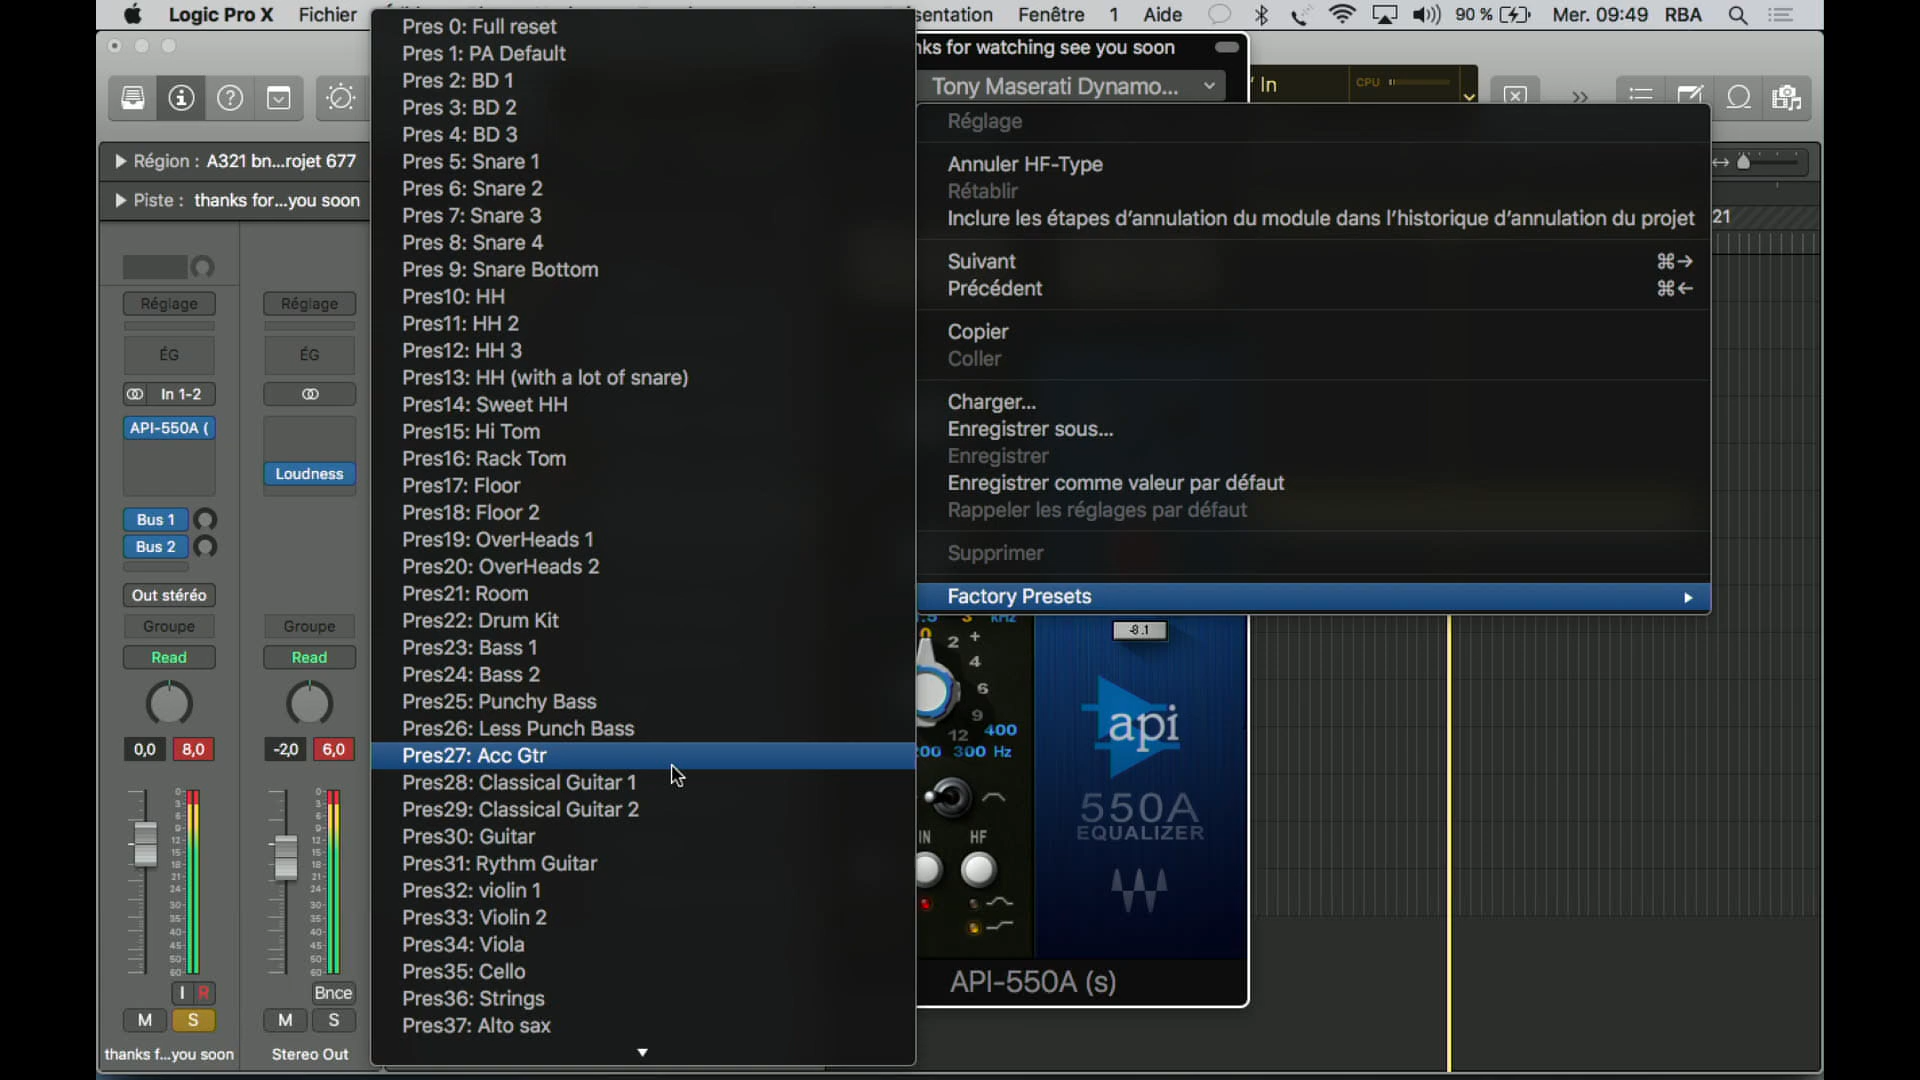 Logic Pro X Fichier
sentation Fenêtre 1 Aide
90 % Mer. 09:49 RBA
nks for watching see you soon
Tony Maserati Dynamo...
In
CPU
Région : A321 bn...rojet 677
Piste : thanks for...you soon
Réglage
ÉG
In 1-2
API-550A (
Bus 1
Bus 2
Out stéréo
Groupe
Read
0,0 8,0
I R
M S
thanks f...you soon
Réglage
ÉG
Loudness
Groupe
Read
-2,0 6,0
Bnce
M S
Stereo Out
Pres 0: Full reset
Pres 1: PA Default
Pres 2: BD 1
Pres 3: BD 2
Pres 4: BD 3
Pres 5: Snare 1
Pres 6: Snare 2
Pres 7: Snare 3
Pres 8: Snare 4
Pres 9: Snare Bottom
Pres10: HH
Pres11: HH 2
Pres12: HH 3
Pres13: HH (with a lot of snare)
Pres14: Sweet HH
Pres15: Hi Tom
Pres16: Rack Tom
Pres17: Floor
Pres18: Floor 2
Pres19: OverHeads 1
Pres20: OverHeads 2
Pres21: Room
Pres22: Drum Kit
Pres23: Bass 1
Pres24: Bass 2
Pres25: Punchy Bass
Pres26: Less Punch Bass
Pres27: Acc Gtr
Pres28: Classical Guitar 1
Pres29: Classical Guitar 2
Pres30: Guitar
Pres31: Rythm Guitar
Pres32: violin 1
Pres33: Violin 2
Pres34: Viola
Pres35: Cello
Pres36: Strings
Pres37: Alto sax
Réglage
Annuler HF-Type
Rétablir
Inclure les étapes d'annulation du module dans l'historique d'annulation du projet
Suivant ⌘→
Précédent ⌘←
Copier
Coller
Charger...
Enregistrer sous...
Enregistrer
Enregistrer comme valeur par défaut
Rappeler les réglages par défaut
Supprimer
Factory Presets
21
-8.1
0 2 +
4
6
9
12 400
300 Hz
api
550A
EQUALIZER
IN HF
API-550A (s)